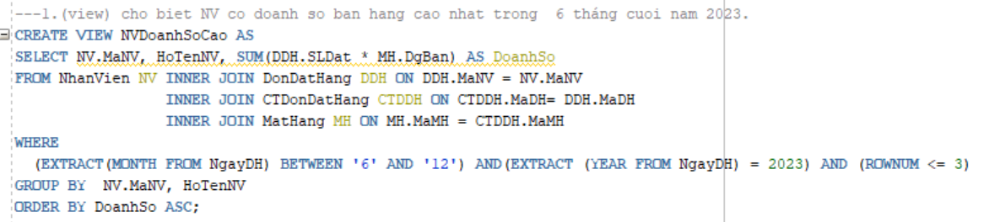 ---1.(view) cho biet NV co doanh so ban hang cao nhat trong  6 tháng cuoi nam 2023.
CREATE VIEW NVDoanhSoCao AS
SELECT NV.MaNV, HoTenNV, SUM(DDH.SLDat * MH.DgBan) AS DoanhSo
FROM NhanVien NV INNER JOIN DonDatHang DDH ON DDH.MaNV = NV.MaNV
INNER JOIN CTDonDatHang CTDDH ON CTDDH.MaDH= DDH.MaDH
INNER JOIN MatHang MH ON MH.MaMH = CTDDH.MaMH
WHERE
(EXTRACT(MONTH FROM NgayDH) BETWEEN '6' AND '12') AND(EXTRACT (YEAR FROM NgayDH) = 2023) AND (ROWNUM <= 3)
GROUP BY  NV.MaNV, HoTenNV
ORDER BY DoanhSo ASC;